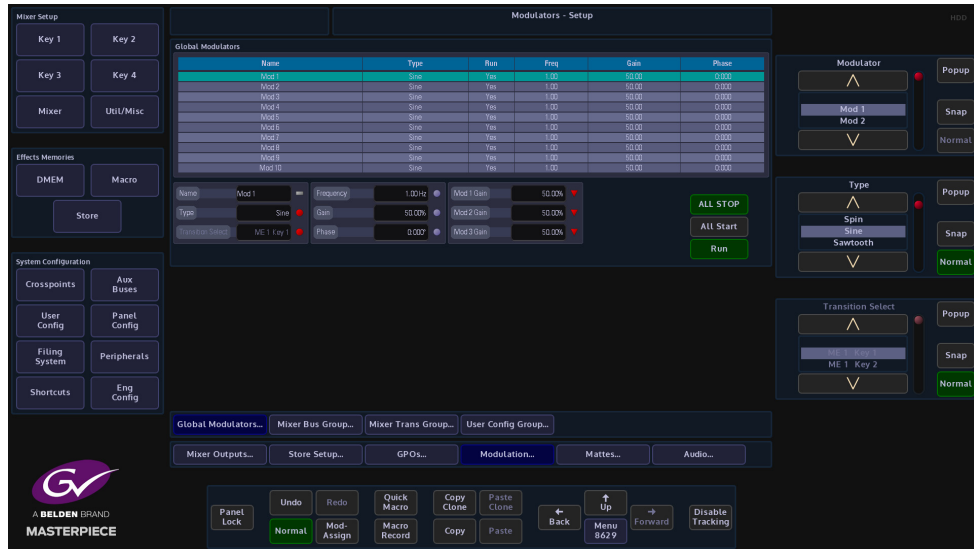 Mixer Setup
Modulators - Setup
HDD
Key 1
Key 2
Key 3
Key 4
Mixer
Util/Misc
Effects Memories
DMEM
Macro
Store
System Configuration
Crosspoints
Aux
Buses
User
Config
Panel
Config
Filing
System
Peripherals
Shortcuts
Eng
Config
Global Modulators
Name Type Run Freq Gain Phase
Mod 1 Sine Yes 1.00 50.00 0:000
Mod 2 Sine Yes 1.00 50.00 0:000
Mod 3 Sine Yes 1.00 50.00 0:000
Mod 4 Sine Yes 1.00 50.00 0:000
Mod 5 Sine Yes 1.00 50.00 0:000
Mod 6 Sine Yes 1.00 50.00 0:000
Mod 7 Sine Yes 1.00 50.00 0:000
Mod 8 Sine Yes 1.00 50.00 0:000
Mod 9 Sine Yes 1.00 50.00 0:000
Mod 10 Sine Yes 1.00 50.00 0:000
Name Mod 1 Frequency 1.00 Hz Mod 1 Gain 50.00%
Type Sine Gain 50.00% Mod 2 Gain 50.00%
Transition Select ME 1 Key 1 Phase 0:000° Mod 3 Gain 50.00%
ALL STOP
All Start
Run
Modulator
Mod 1
Mod 2
Popup
Snap
Normal
Type
Spin
Sine
Sawtooth
Popup
Snap
Normal
Transition Select
ME 1 Key 1
ME 1 Key 2
Popup
Snap
Normal
Global Modulators... Mixer Bus Group... Mixer Trans Group... User Config Group...
Mixer Outputs... Store Setup... GPOs... Modulation... Mattes... Audio...
GV
A BELDEN BRAND
MASTERPIECE
Panel
Lock
Undo
Redo
Normal
Mod-
Assign
Quick
Macro
Macro
Record
Copy
Clone
Paste
Clone
Copy
Paste
Back
Up
Menu
8629
Forward
Disable
Tracking